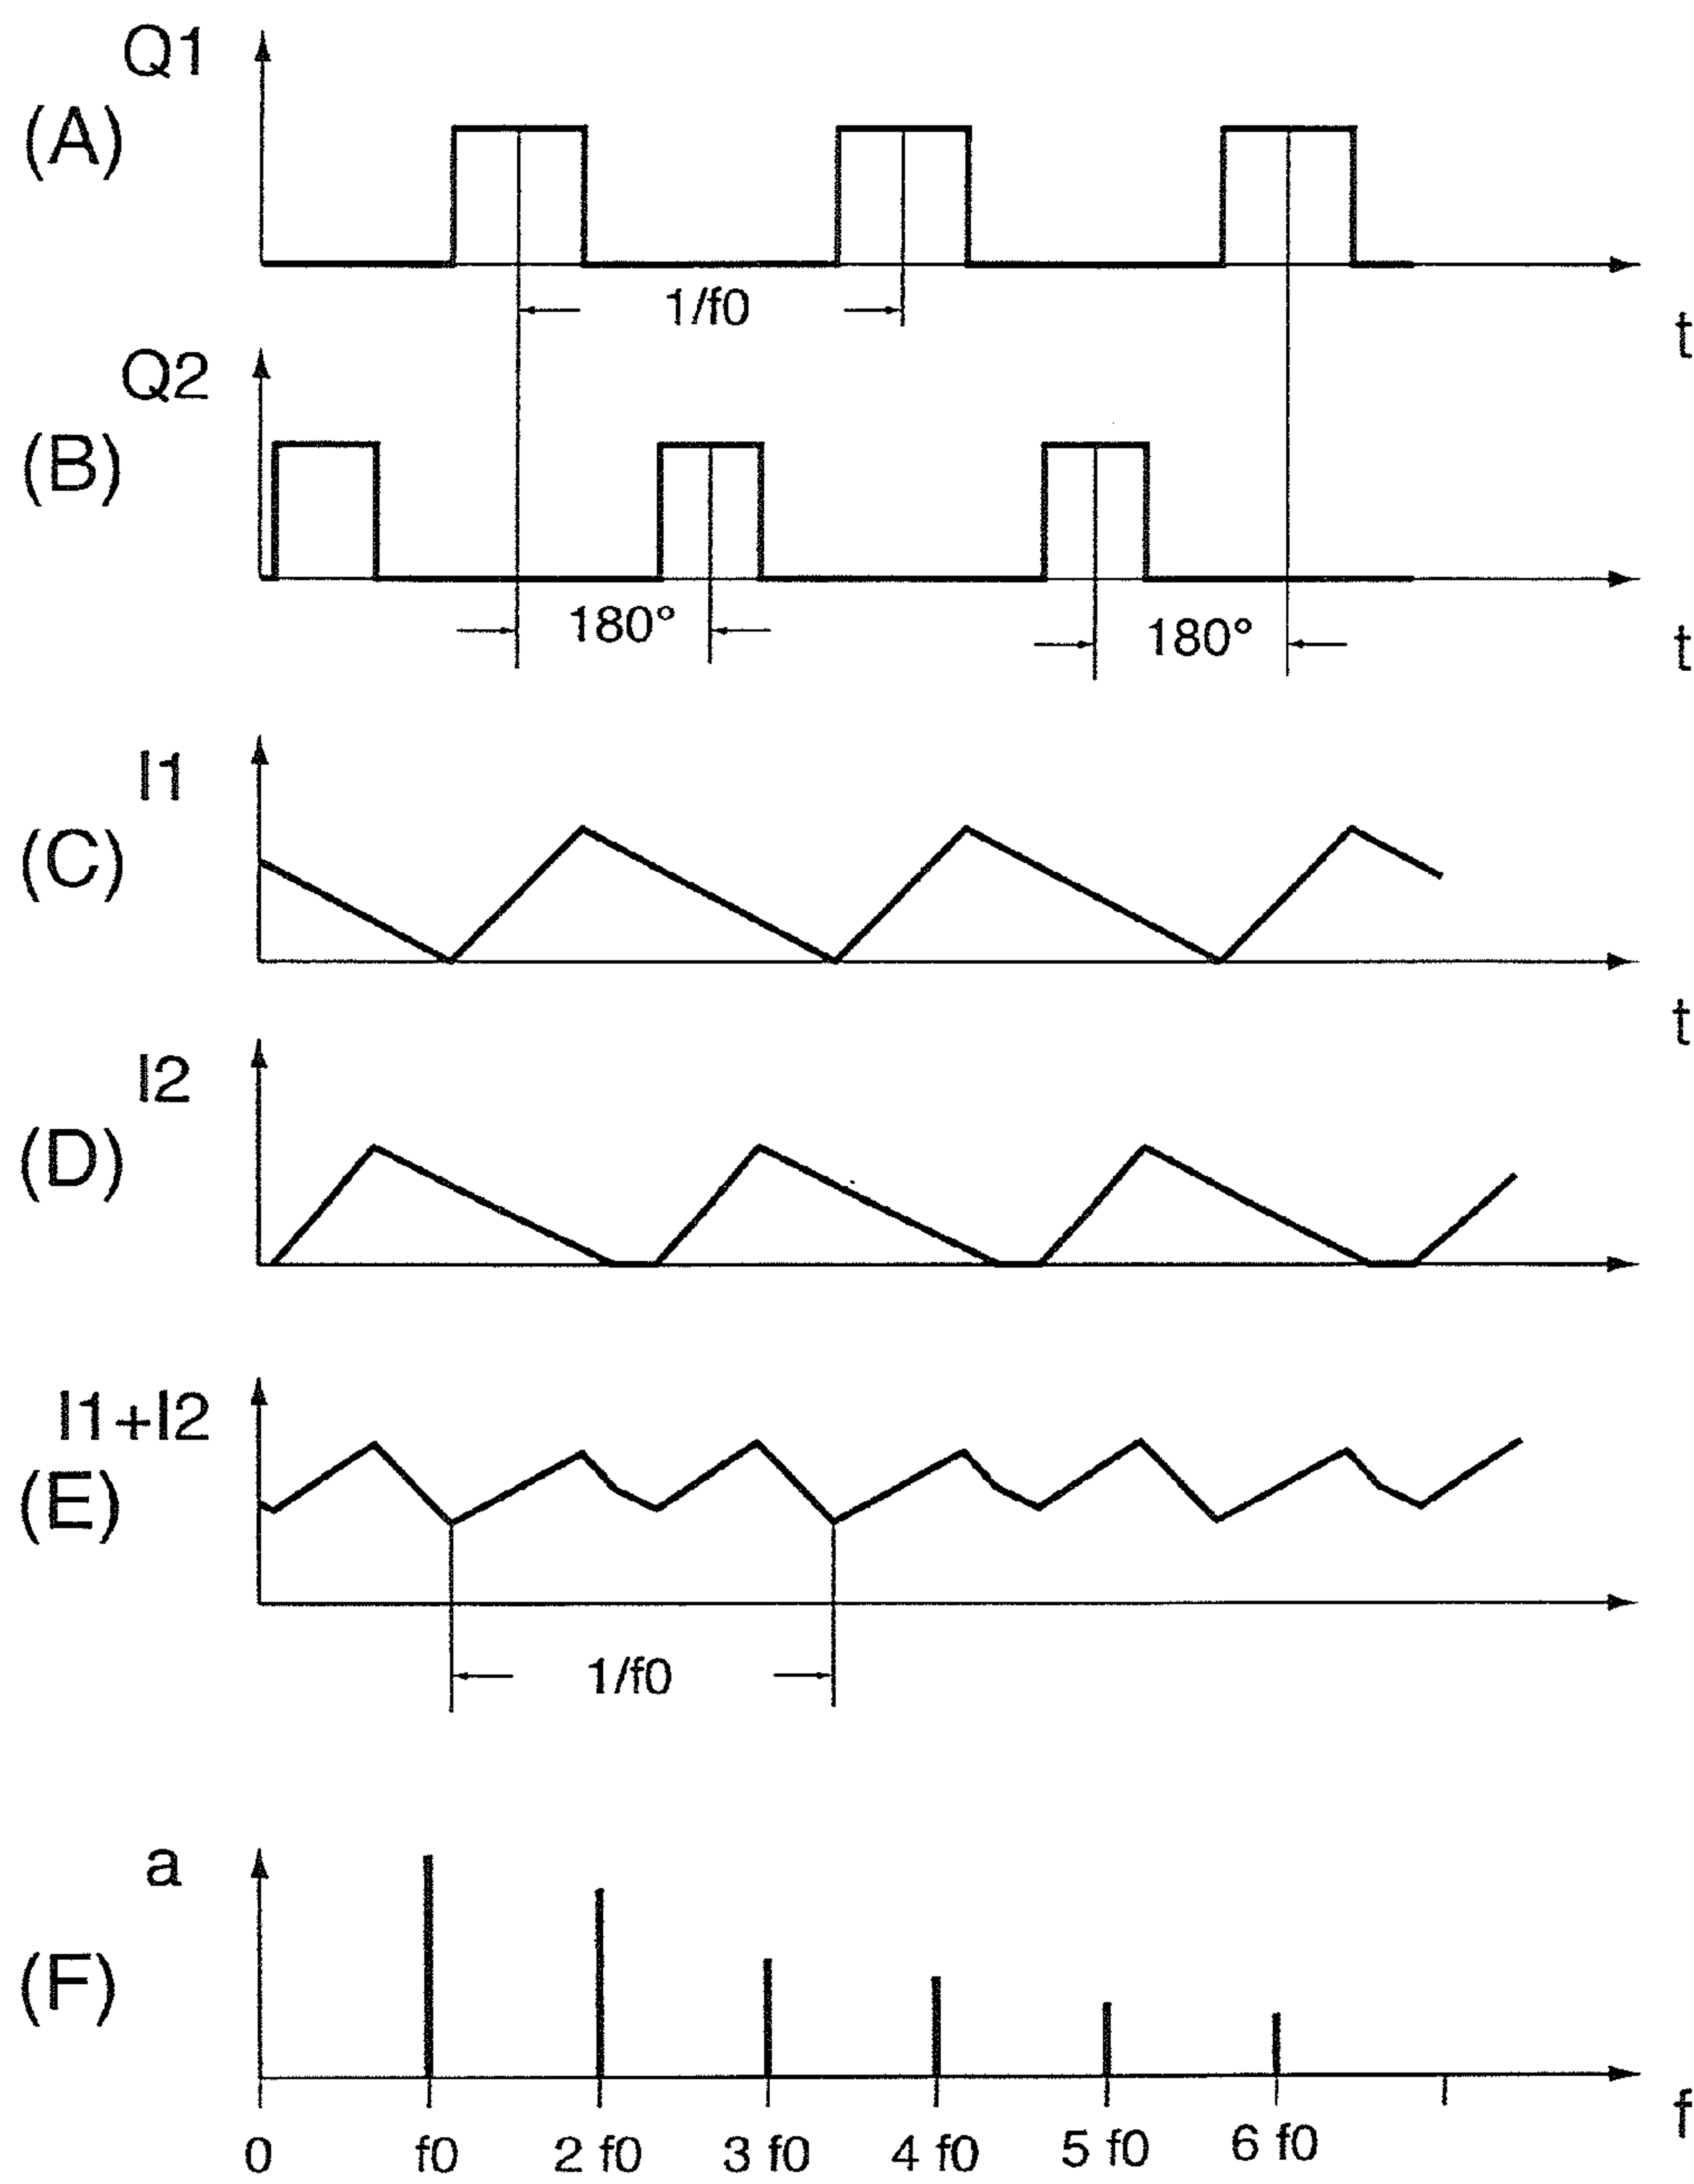 Q1
(A)
1/f0
t
Q2
(B)
180°
180°
t
I1
(C)
t
I2
(D)
I1+I2
(E)
1/f0
a
(F)
f
0 f0 2 f0 3 f0 4 f0 5 f0 6 f0